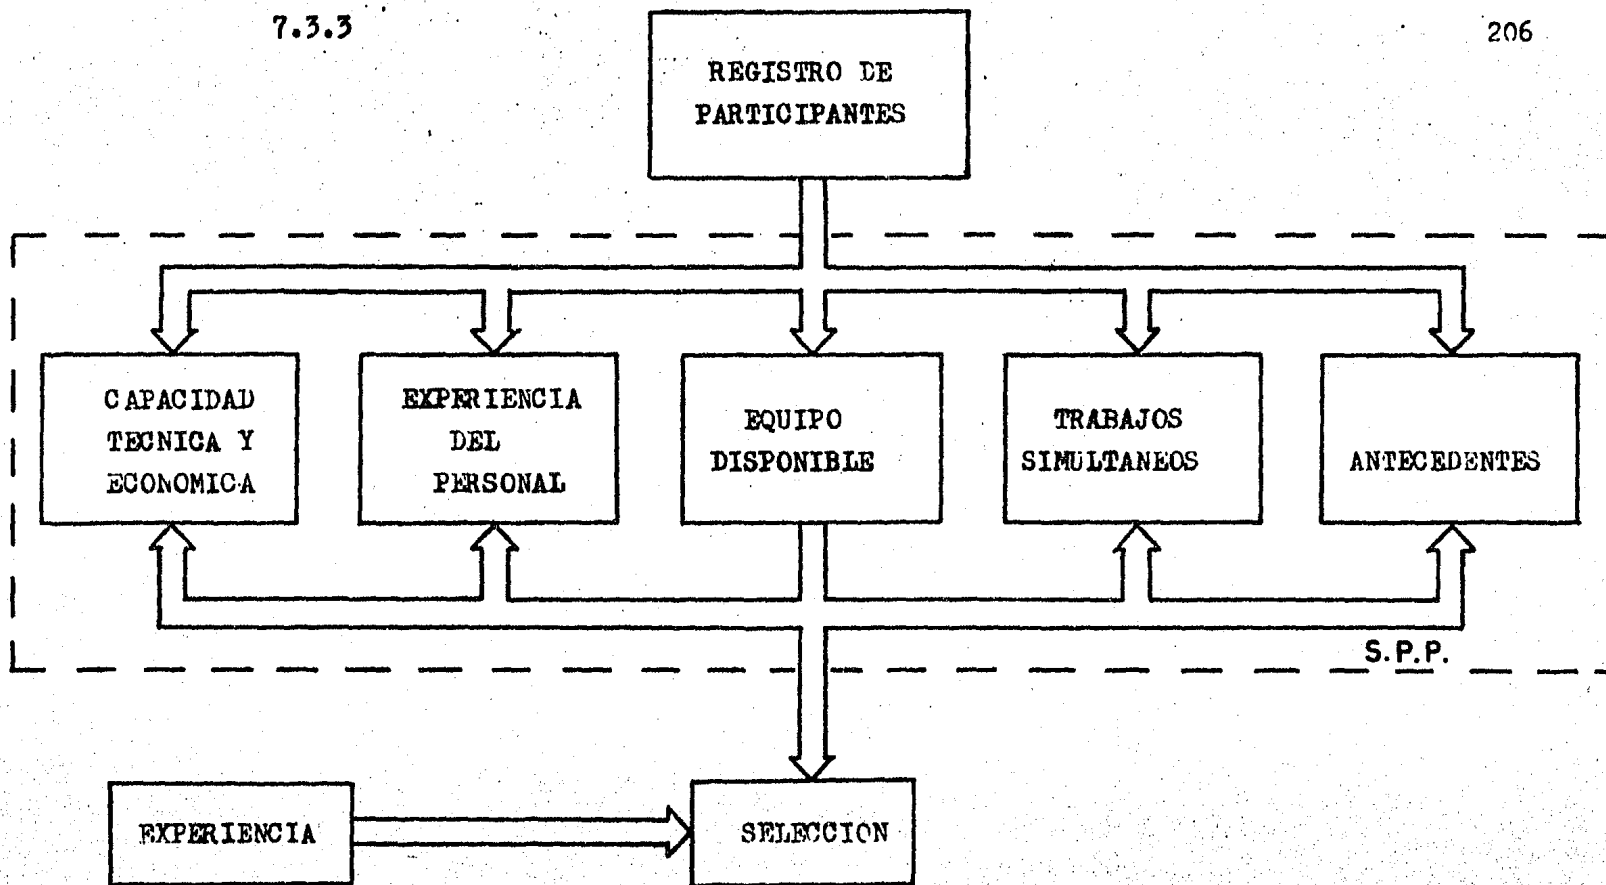 7.3.3
206
REGISTRO DE
PARTICIPANTES
CAPACIDAD
TECNICA Y
ECONOMICA
EXPERIENCIA
DEL
PERSONAL
EQUIPO
DISPONIBLE
TRABAJOS
SIMULTANEOS
ANTECEDENTES
S.P.P.
EXPERIENCIA
SELECCION